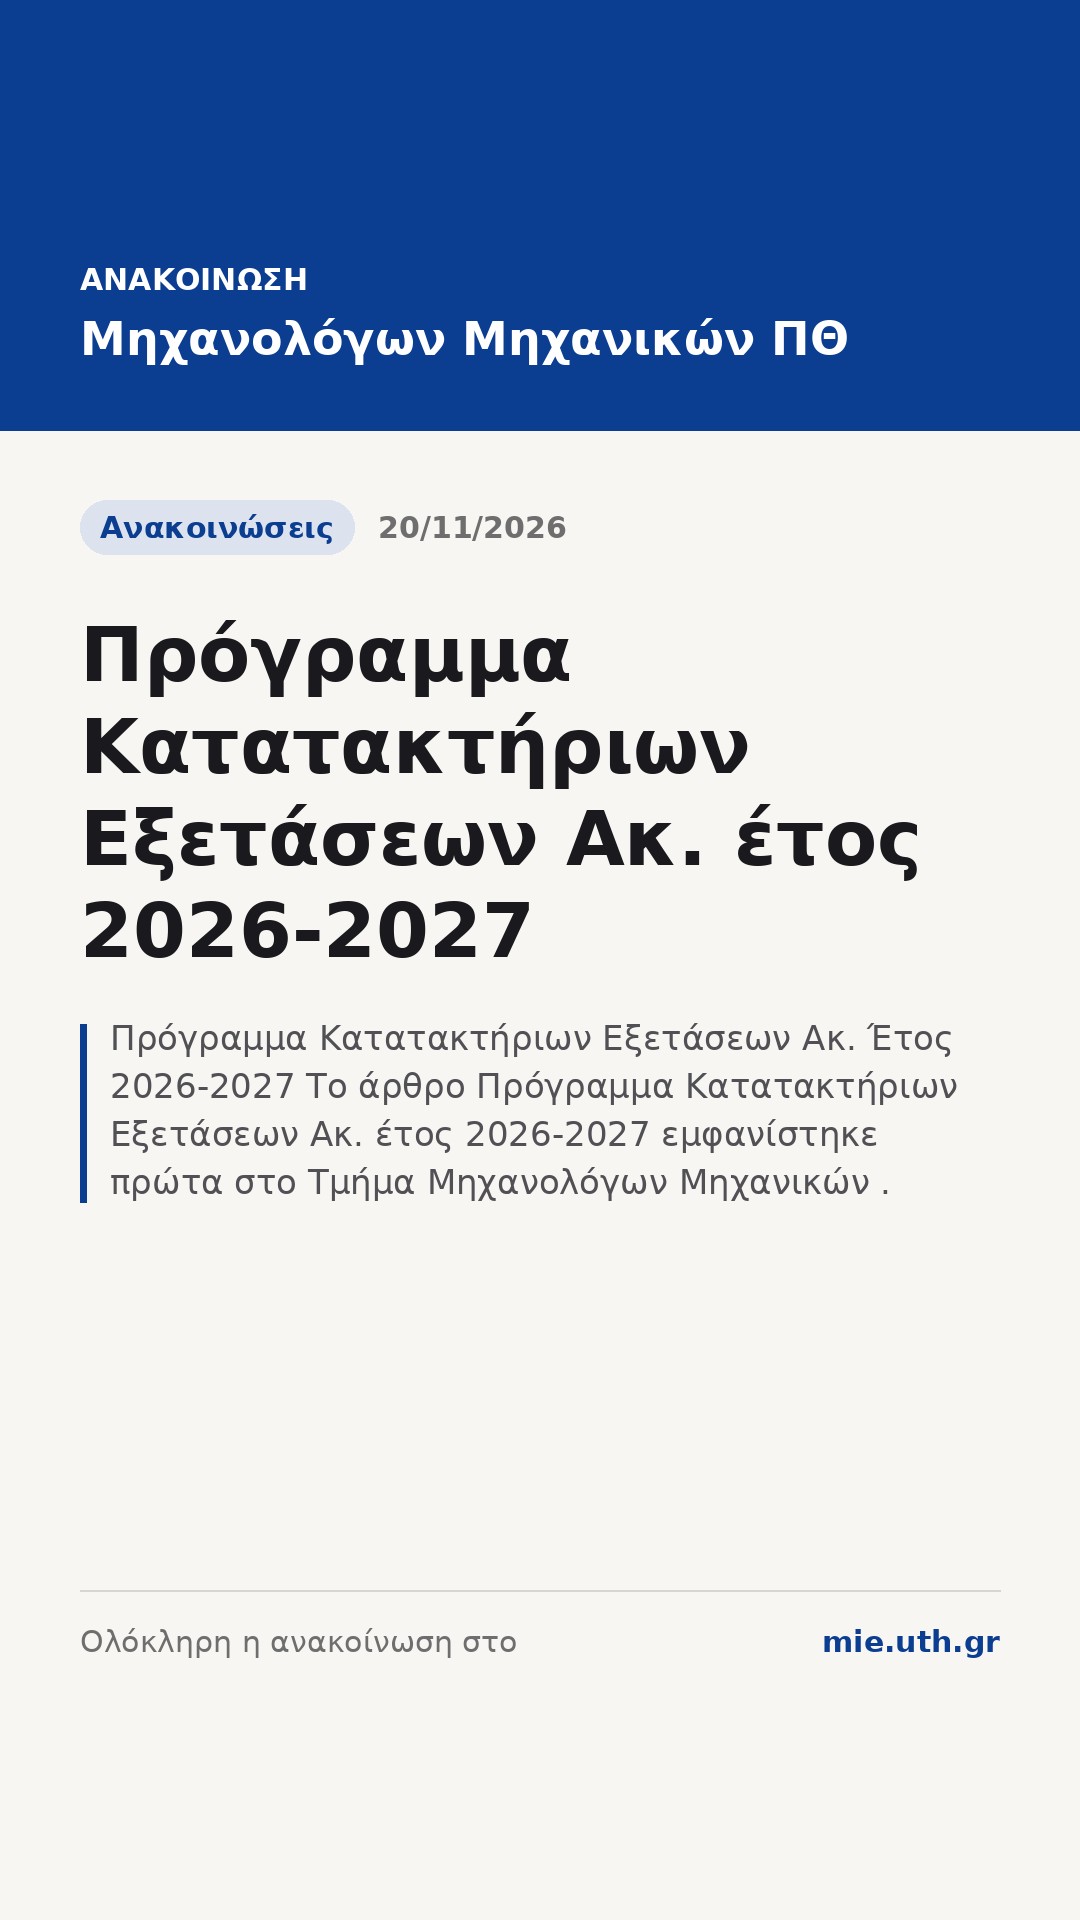 ΑΝΑΚΟΙΝΩΣΗ
Μηχανολόγων Μηχανικών ΠΘ
Ανακοινώσεις 20/11/2026
Πρόγραμμα
Κατατακτήριων
Εξετάσεων Ακ. έτος
2026-2027
Πρόγραμμα Κατατακτήριων Εξετάσεων Ακ. Έτος
2026-2027 Το άρθρο Πρόγραμμα Κατατακτήριων
Εξετάσεων Ακ. έτος 2026-2027 εμφανίστηκε
πρώτα στο Τμήμα Μηχανολόγων Μηχανικών .
Ολόκληρη η ανακοίνωση στο mie.uth.gr